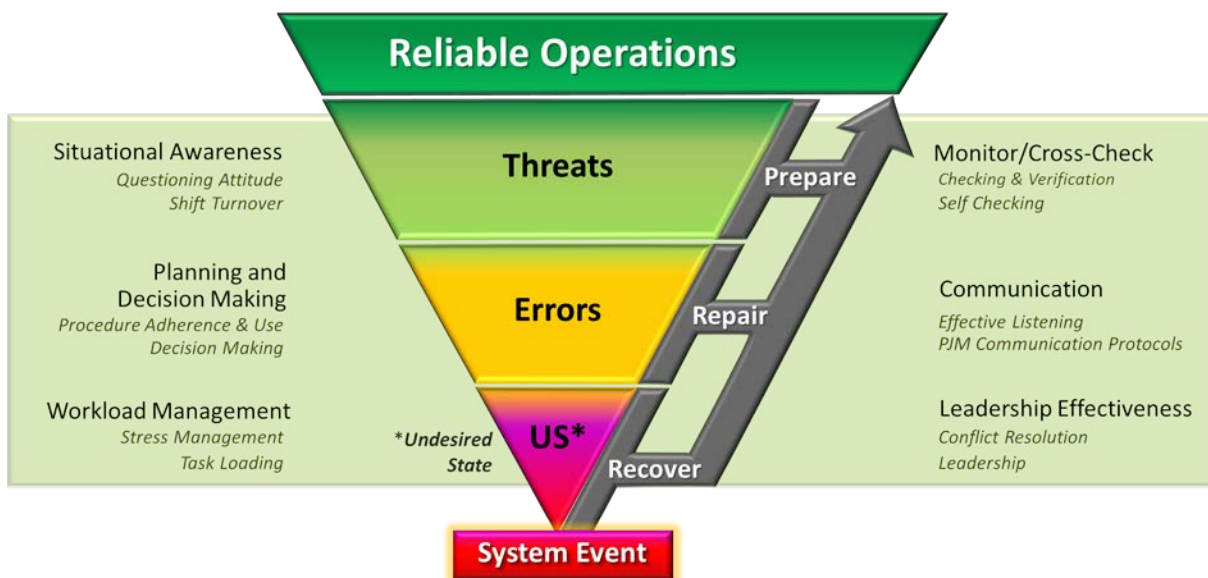 Reliable Operations
Situational Awareness
Questioning Attitude
Shift Turnover
Planning and
Decision Making
Procedure Adherence & Use
Decision Making
Workload Management
Stress Management
Task Loading
Threats
Errors
US*
*Undesired
State
System Event
Prepare
Repair
Recover
Monitor/Cross-Check
Checking & Verification
Self Checking
Communication
Effective Listening
PJM Communication Protocols
Leadership Effectiveness
Conflict Resolution
Leadership